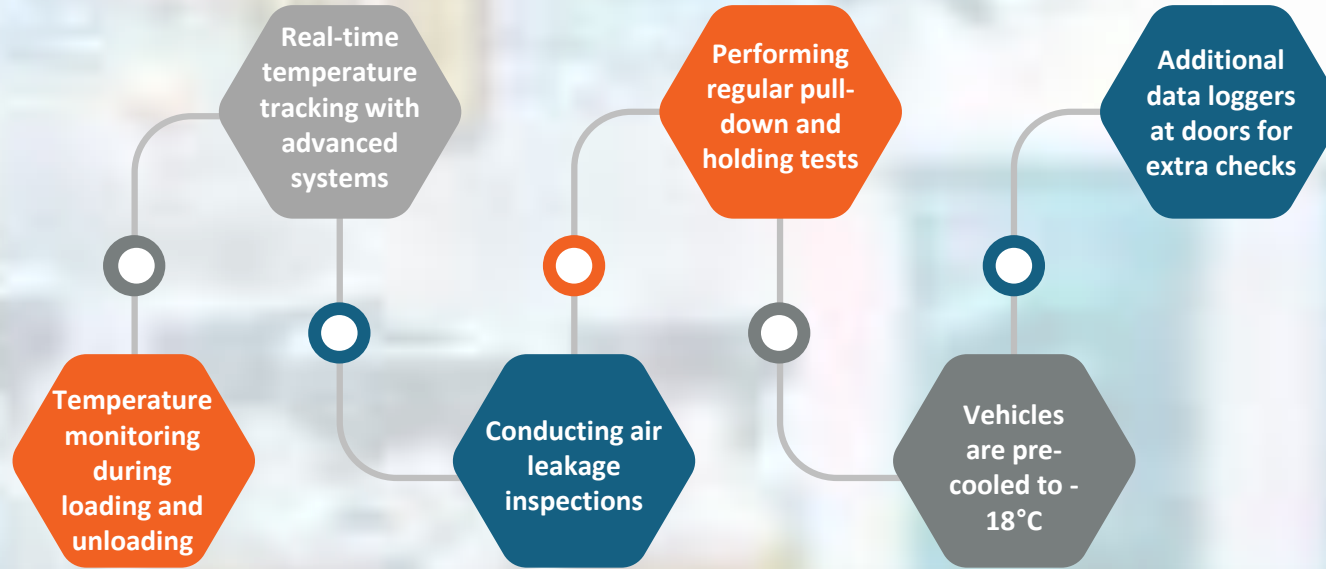 Temperature
monitoring
during
loading and
unloading
Real-time
temperature
tracking with
advanced
systems
Conducting air
leakage
inspections
Performing
regular pull-
down and
holding tests
Vehicles
are pre-
cooled to -
18°C
Additional
data loggers
at doors for
extra checks